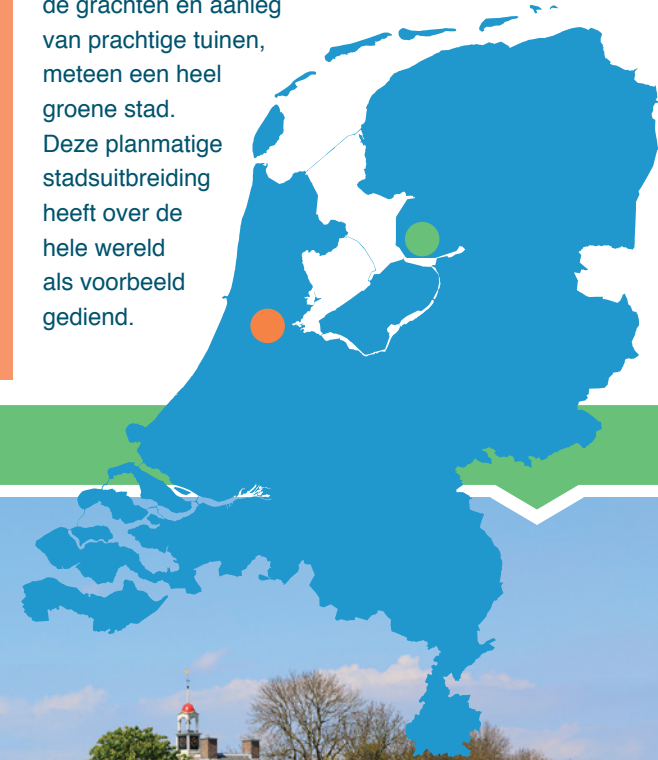 de grachten en aanleg
van prachtige tuinen,
meteen een heel
groene stad.
Deze planmatige
stadsuitbreiding
heeft over de
hele wereld
als voorbeeld
gediend.